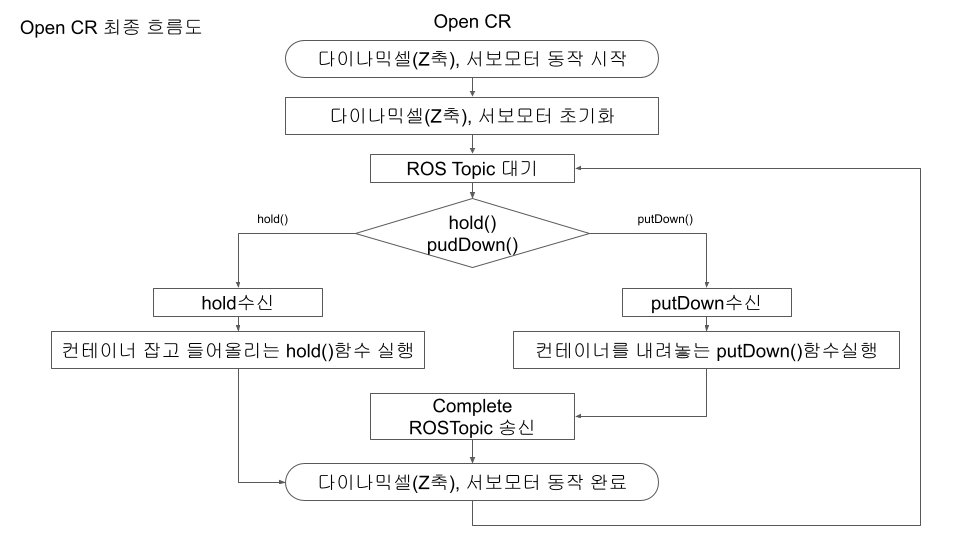 Open CR 최종 흐름도
Open CR
다이나믹셀(Z축), 서보모터 동작 시작
다이나믹셀(Z축), 서보모터 초기화
ROS Topic 대기
hold()
hold()
pudDown()
putDown()
hold수신
putDown수신
컨테이너 잡고 들어올리는 hold()함수 실행
컨테이너를 내려놓는 putDown()함수실행
Complete
ROSTopic 송신
다이나믹셀(Z축), 서보모터 동작 완료